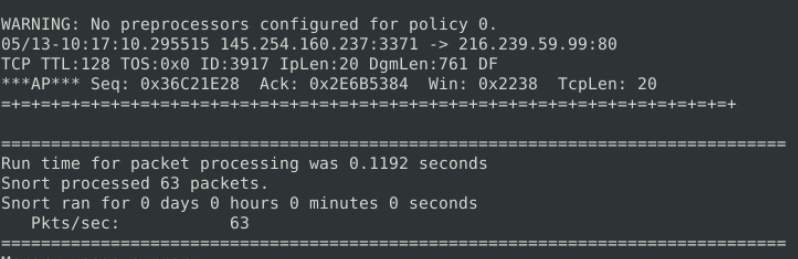 WARNING: No preprocessors configured for policy 0.
05/13-10:17:10.295515 145.254.160.237:3371 -> 216.239.59.99:80
TCP TTL:128 TOS:0x0 ID:3917 IpLen:20 DgmLen:761 DF
***AP*** Seq: 0x36C21E28  Ack: 0x2E6B5384  Win: 0x2238  TcpLen: 20
=+=+=+=+=+=+=+=+=+=+=+=+=+=+=+=+=+=+=+=+=+=+=+=+=+=+=+=+=+=+=+=+=+=+=+=+=+
===============================================================================
Run time for packet processing was 0.1192 seconds
Snort processed 63 packets.
Snort ran for 0 days 0 hours 0 minutes 0 seconds
   Pkts/sec:           63
===============================================================================